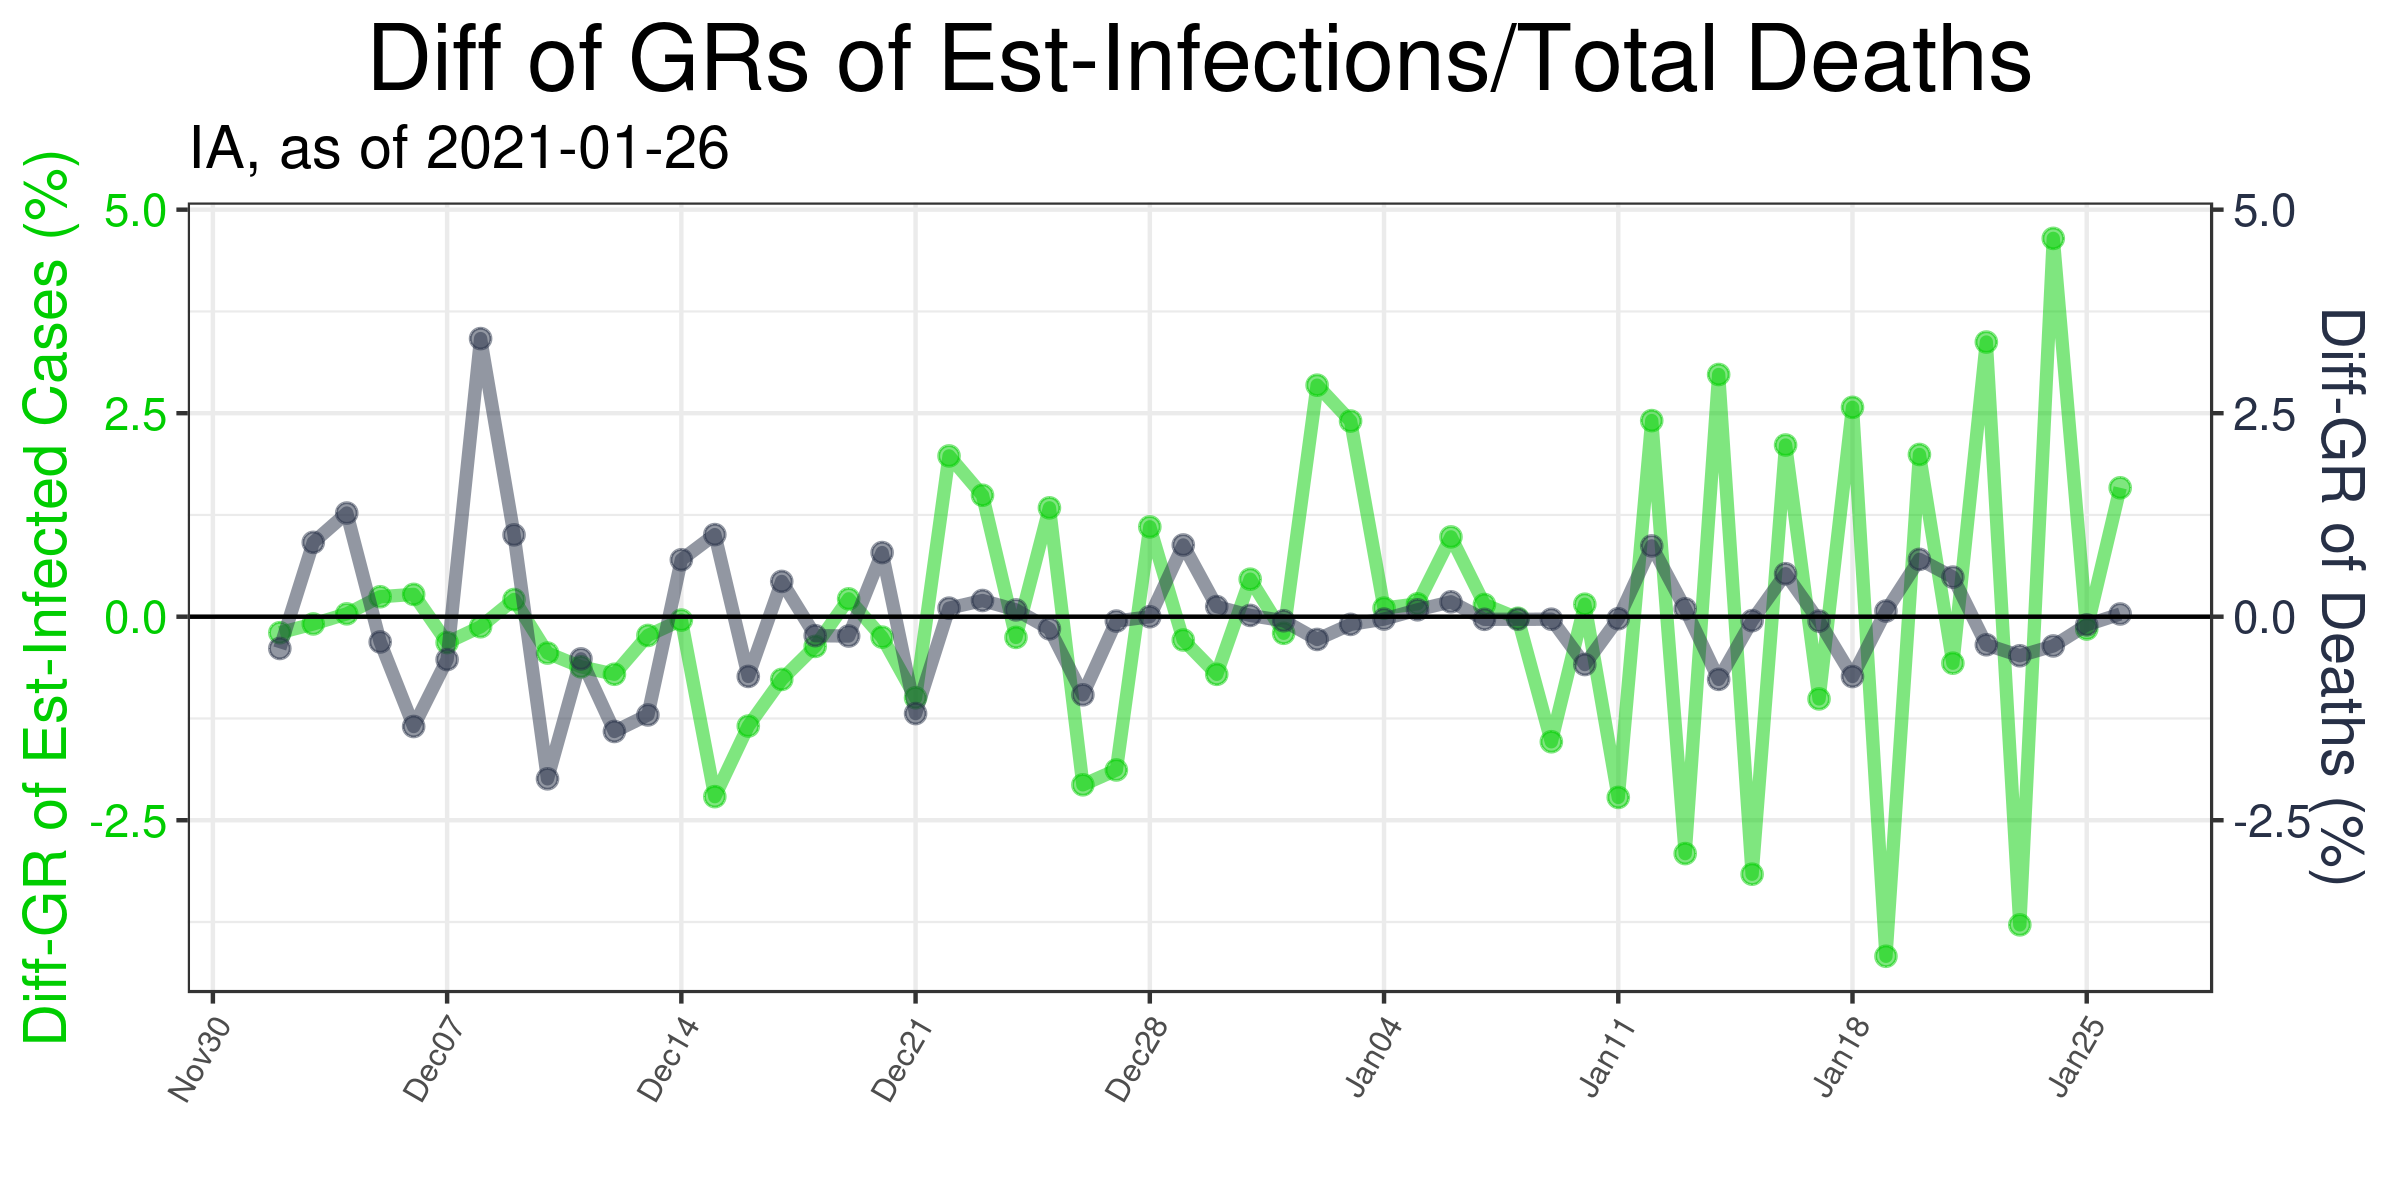 Diff of GRs of Est-Infections/Total Deaths
IA, as of 2021-01-26
Diff-GR of Est-Infected Cases (%)
5.0
2.5
0.0
-2.5
5.0
2.5
0.0
-2.5
Diff-GR of Deaths (%)
Nov30
Dec07
Dec14
Dec21
Dec28
Jan04
Jan11
Jan18
Jan25